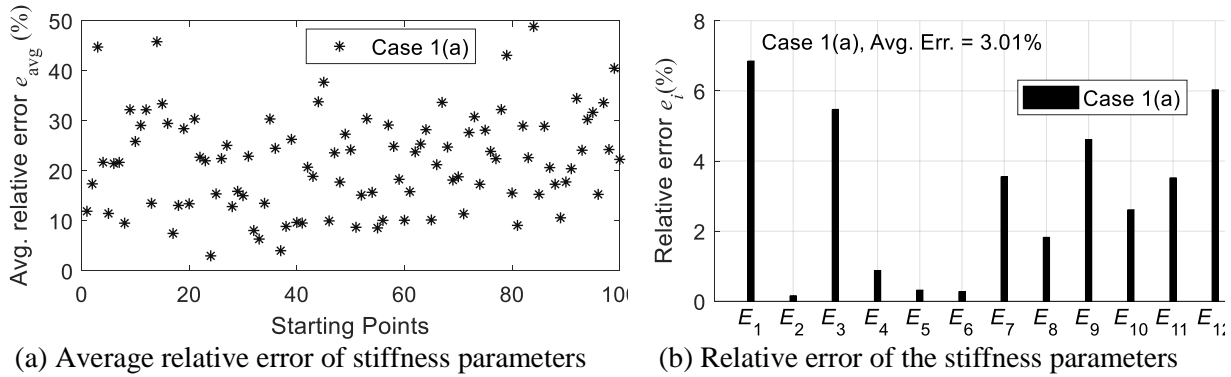 Avg. relative error e_avg (%)
50
40
30
20
10
0
Case 1(a)
0 20 40 60 80 100
Starting Points
(a) Average relative error of stiffness parameters
Relative error e_i(%)
8
6
4
2
0
Case 1(a), Avg. Err. = 3.01%
Case 1(a)
E_1 E_2 E_3 E_4 E_5 E_6 E_7 E_8 E_9 E_10 E_11 E_12
(b) Relative error of the stiffness parameters